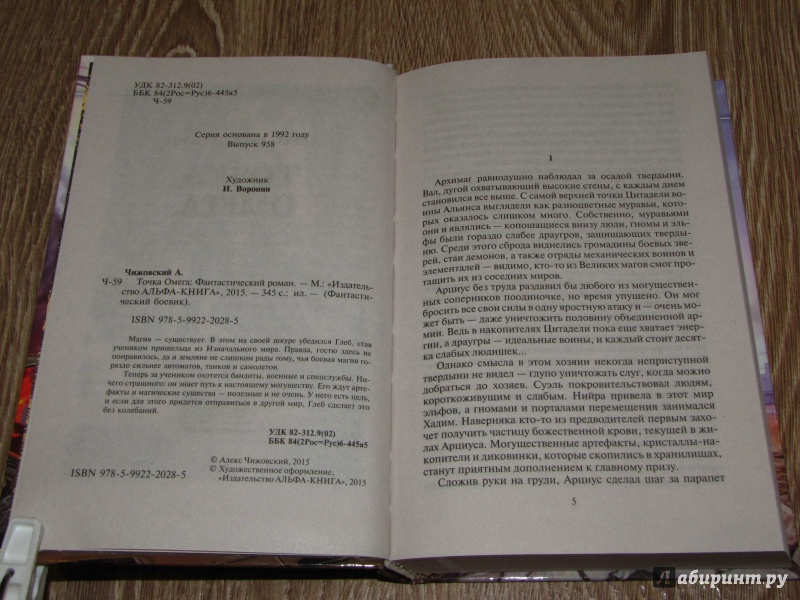 УДК 82-312.9(02)
ББК 84(2Рос=Рус)6-445я5
Ч-59
Серия основана в 1992 году
Выпуск 958
Художник
И. Воронин
Чижовский А.
Ч-59 Точка Омега: Фантастический роман. — М.: «Издатель-
ство АЛЬФА-КНИГА», 2015. — 345 с.: ил. — (Фантасти-
ческий боевик).
ISBN 978-5-9922-2028-5
Магия — существует. В этом на своей шкуре убедился Глеб, став
учеником пришельца из Изначального мира. Правда, гостю здесь не
понравилось, да и земляне не слишком рады тому, чья боевая магия го-
раздо сильнее автоматов, танков и самолетов.
Теперь за учеником охотятся бандиты, военные и спецслужбы. Ни-
чего страшного: он знает путь к настоящему могуществу. Его ждут арте-
факты и магические существа — полезные и не очень. У него есть цель,
и если для этого придется отправиться в другой мир, Глеб сделает это
без колебаний.
УДК 82-312.9(02)
ББК 84(2Рос=Рус)6-445я5
© Алекс Чижовский, 2015
© Художественное оформление,
ISBN 978-5-9922-2028-5 «Издательство АЛЬФА-КНИГА», 2015
1
Архимаг равнодушно наблюдал за осадой твердыни.
Вал, дугой охватывающий высокие стены, с каждым днем
становился все выше. С самой верхней точки Цитадели во-
ины Альянса выглядели как разноцветные муравьи, кото-
рых оказалось слишком много. Собственно, муравьями
они и являлись — копошащиеся внизу люди, гномы и эль-
фы были гораздо слабее драугров, защищающих тверды-
ню. Среди этого сброда виднелись громадины боевых зве-
рей, стаи демонов, а также отряды механических воинов и
элементалей — видимо, кто-то из Великих магов смог про-
тащить их из соседних миров.
Арциус без труда раздавил бы любого из могуществен-
ных соперников поодиночке, но время упущено. Он мог
бросить все свои силы в одну яростную атаку и — очень
может быть — даже уничтожить половину объединенной ар-
мии. Ведь в накопителях Цитадели пока еще хватает энер-
гии, а драугры — идеальные воины, и каждый стоит десят-
ка слабых людишек...
Однако смысла в этом хозяин некогда неприступной
твердыни не видел — глупо уничтожать слуг, когда можно
добраться до хозяев. Суэль покровительствовал людям,
короткоживущим и слабым. Нийра привела в этот мир
эльфов, а гномами и порталами перемещения занимался
Хадим. Наверняка кто-то из предводителей первым захо-
чет получить частицу божественной крови, текущей в жи-
лах Арциуса. Могущественные артефакты, кристаллы-на-
копители и диковинки, которые скопились в хранилищах,
станут приятным дополнением к главному призу.
Сложив руки на груди, Арциус сделал шаг за парапет
5
Лабиринт.ру